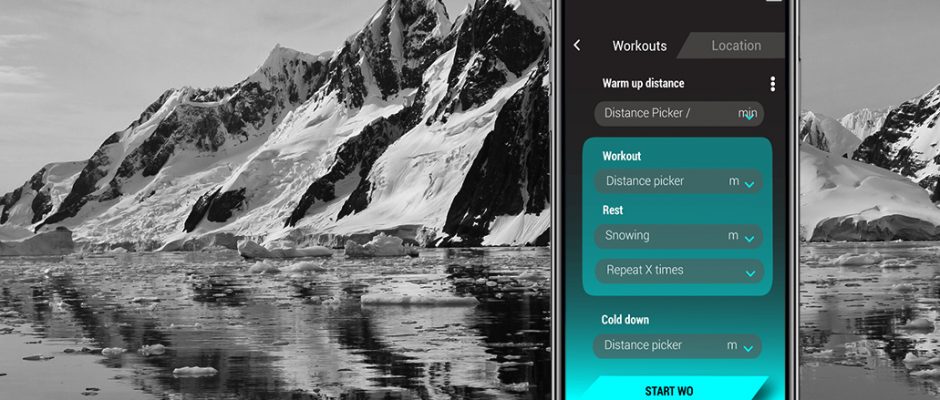 Workouts Location
Warm up distance
Distance Picker / min
Workout
Distance picker m
Rest
Snowing m
Repeat X times
Cold down
Distance picker m
START WO